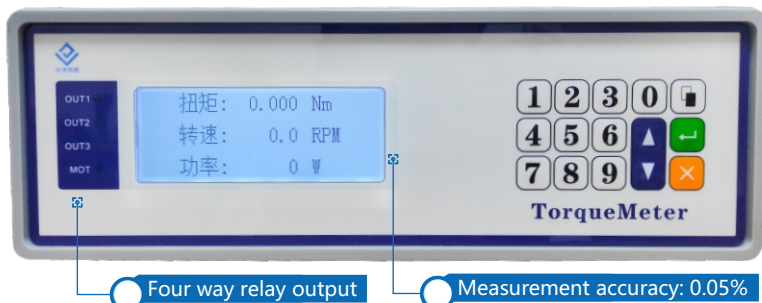 OUT1
OUT2
OUT3
MOT
扭矩: 0.000 Nm
转速: 0.0 RPM
功率: 0 W
1 2 3 0
4 5 6
7 8 9
TorqueMeter
Four way relay output
Measurement accuracy: 0.05%